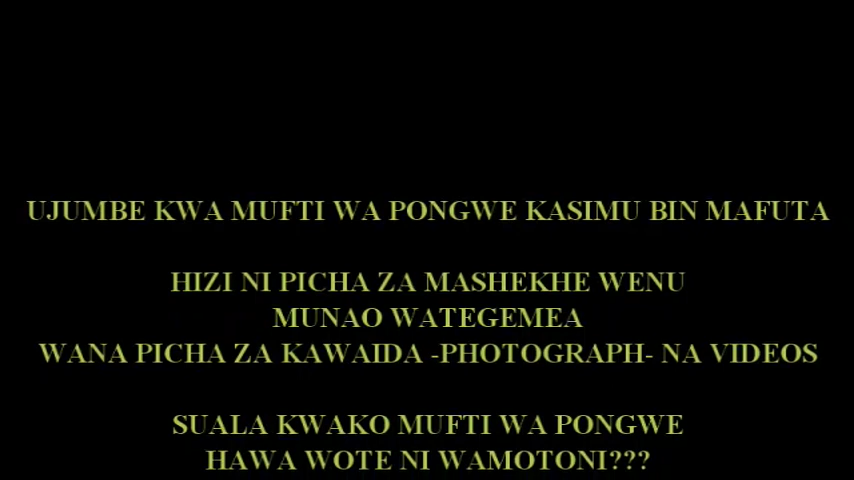 UJUMBE KWA MUFTI WA PONGWE KASIMU BIN MAFUTA
HIZI NI PICHA ZA MASHEKHE WENU
MUNAO WATEGEMEA
WANA PICHA ZA KAWAIDA -PHOTOGRAPH- NA VIDEOS
SUALA KWAKO MUFTI WA PONGWE
HAWA WOTE NI WAMOTONI???